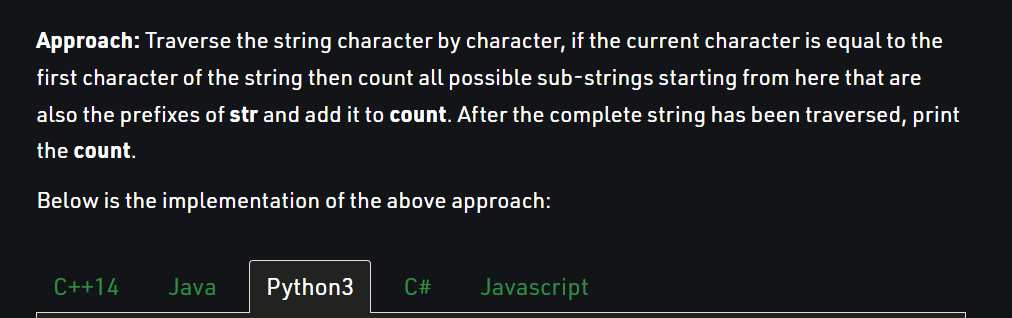 Approach: Traverse the string character by character, if the current character is equal to the
first character of the string then count all possible sub-strings starting from here that are
also the prefixes of str and add it to count. After the complete string has been traversed, print
the count.
Below is the implementation of the above approach:
C++14 Java Python3 C# Javascript